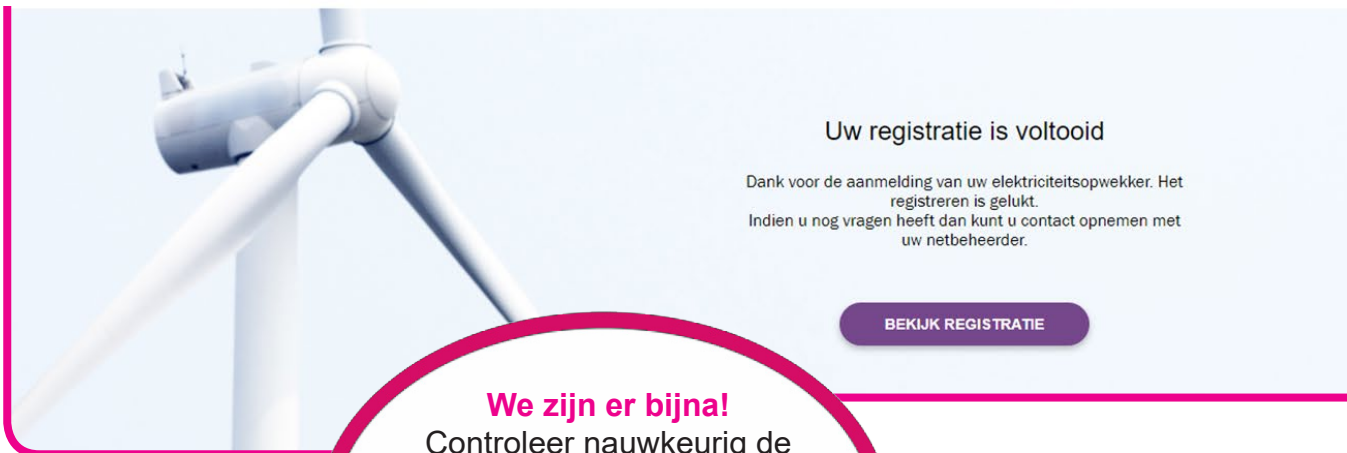 Uw registratie is voltooid
Dank voor de aanmelding van uw elektriciteitsopwekker. Het
registreren is gelukt.
Indien u nog vragen heeft dan kunt u contact opnemen met
uw netbeheerder.
BEKIJK REGISTRATIE
We zijn er bijna!
Controleer nauwkeurig de